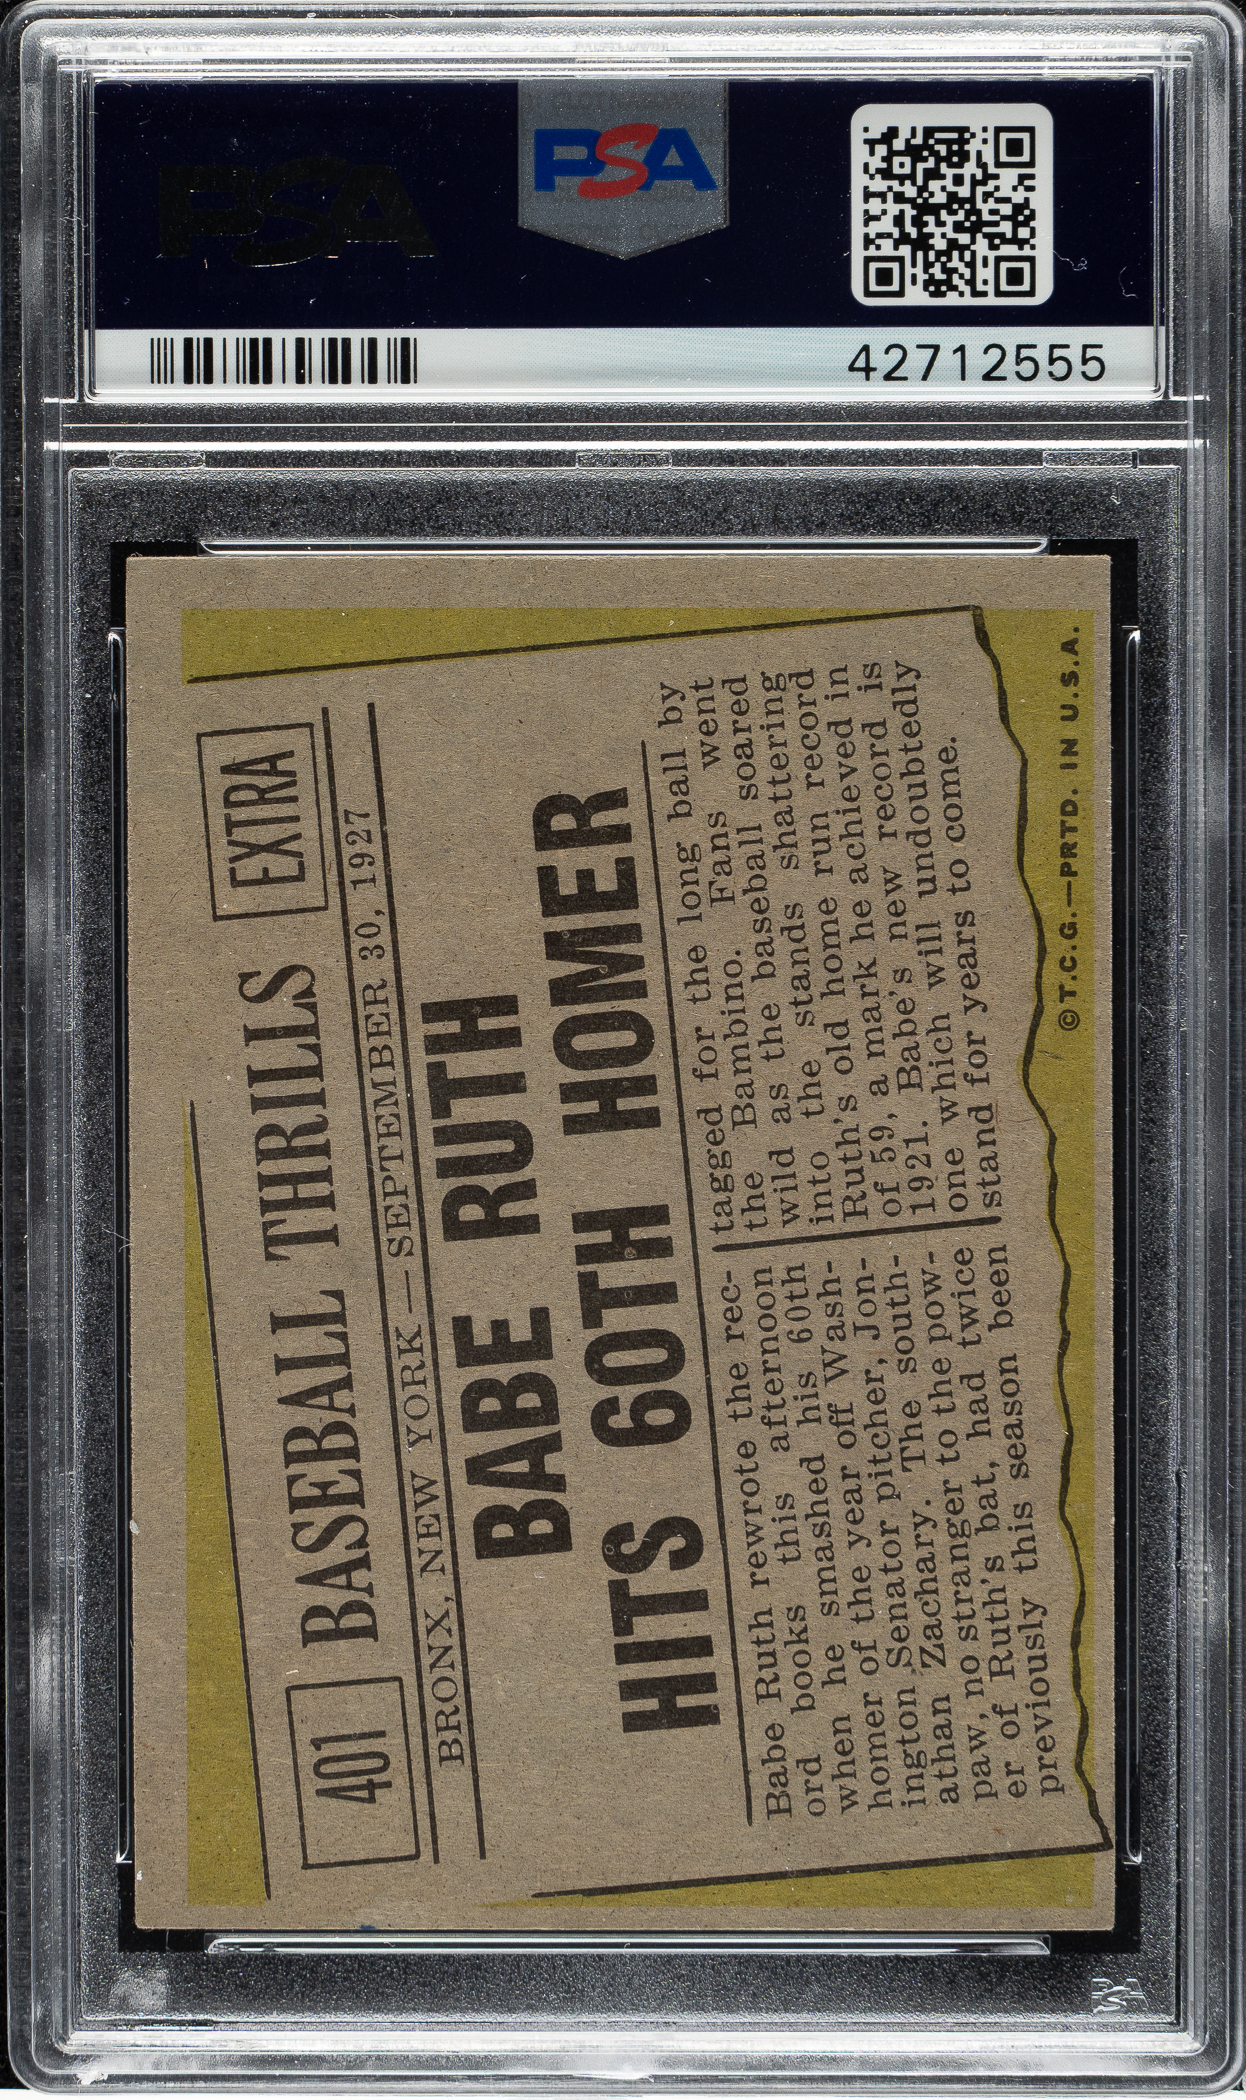 PSA
PSA
42712555
401
BASEBALL THRILLS
EXTRA
BRONX, NEW YORK—SEPTEMBER 30, 1927
BABE RUTH
HITS 60TH HOMER
Babe Ruth rewrote the rec-
ord books this afternoon
when he smashed his 60th
homer of the year off Wash-
ington Senator pitcher, Jon-
athan Zachary. The south-
paw, no stranger to the pow-
er of Ruth's bat, had twice
previously this season been
tagged for the long ball by
the Bambino. Fans went
wild as the baseball soared
into the stands shattering
Ruth's old home run record
of 59, a mark he achieved in
1921. Babe's new record is
one which will undoubtedly
stand for years to come.
©T.C.G.—PRTD. IN U.S.A.
PSA